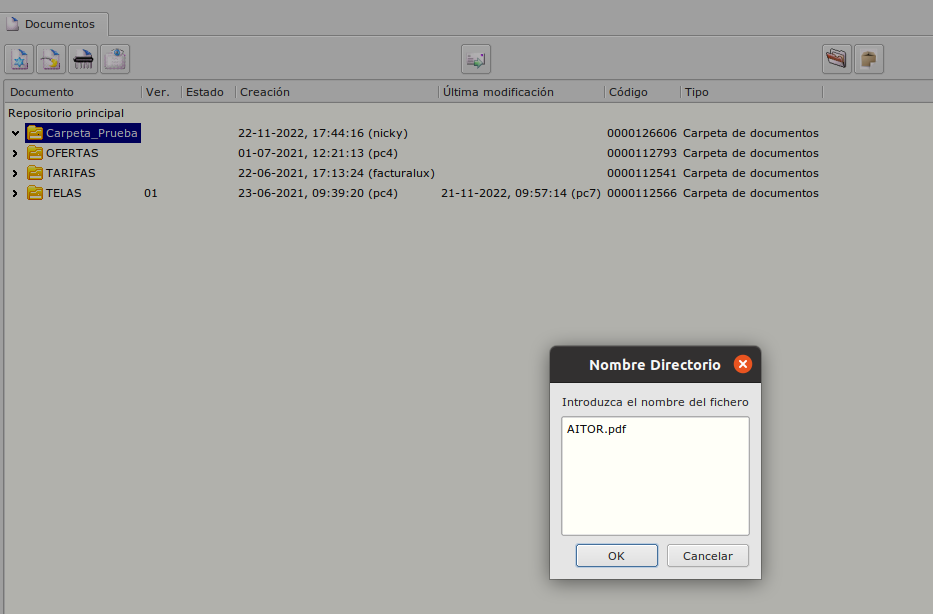 Documentos
Documento Ver. Estado Creación Última modificación Código Tipo
Repositorio principal
Carpeta_Prueba 22-11-2022, 17:44:16 (nicky) 0000126606 Carpeta de documentos
OFERTAS 01-07-2021, 12:21:13 (pc4) 0000112793 Carpeta de documentos
TARIFAS 22-06-2021, 17:13:24 (facturalux) 0000112541 Carpeta de documentos
TELAS 01 23-06-2021, 09:39:20 (pc4) 21-11-2022, 09:57:14 (pc7) 0000112566 Carpeta de documentos
Nombre Directorio
Introduzca el nombre del fichero
AITOR.pdf
OK Cancelar